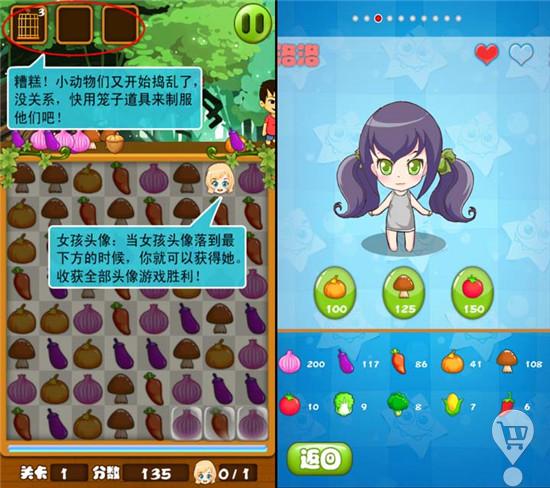 3
糟糕！小动物们又开始捣乱了，
没关系，快用笼子道具来制服
他们吧！
女孩头像：当女孩头像落到最
下方的时候，你就可以获得她。
收获全部头像游戏胜利！
关卡 1 分数 135 0/1
洛洛
100 125 150
200 117 86 41 108
10 9 8 7 6
返回